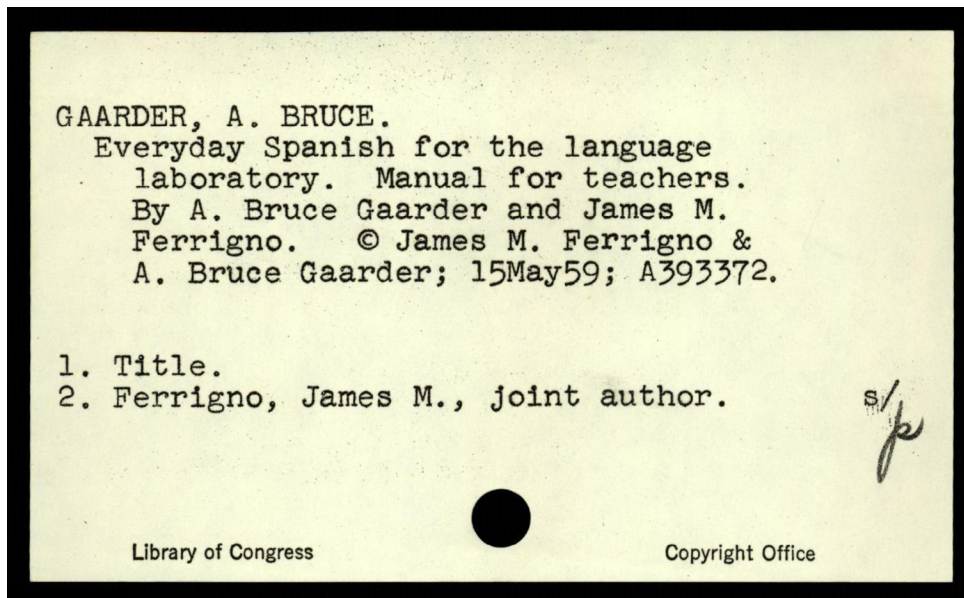 GAARDER, A. BRUCE.
Everyday Spanish for the language
laboratory. Manual for teachers.
By A. Bruce Gaarder and James M.
Ferrigno. © James M. Ferrigno &
A. Bruce Gaarder; 15May59; A393372.
1. Title.
2. Ferrigno, James M., joint author. s/
Library of Congress Copyright Office